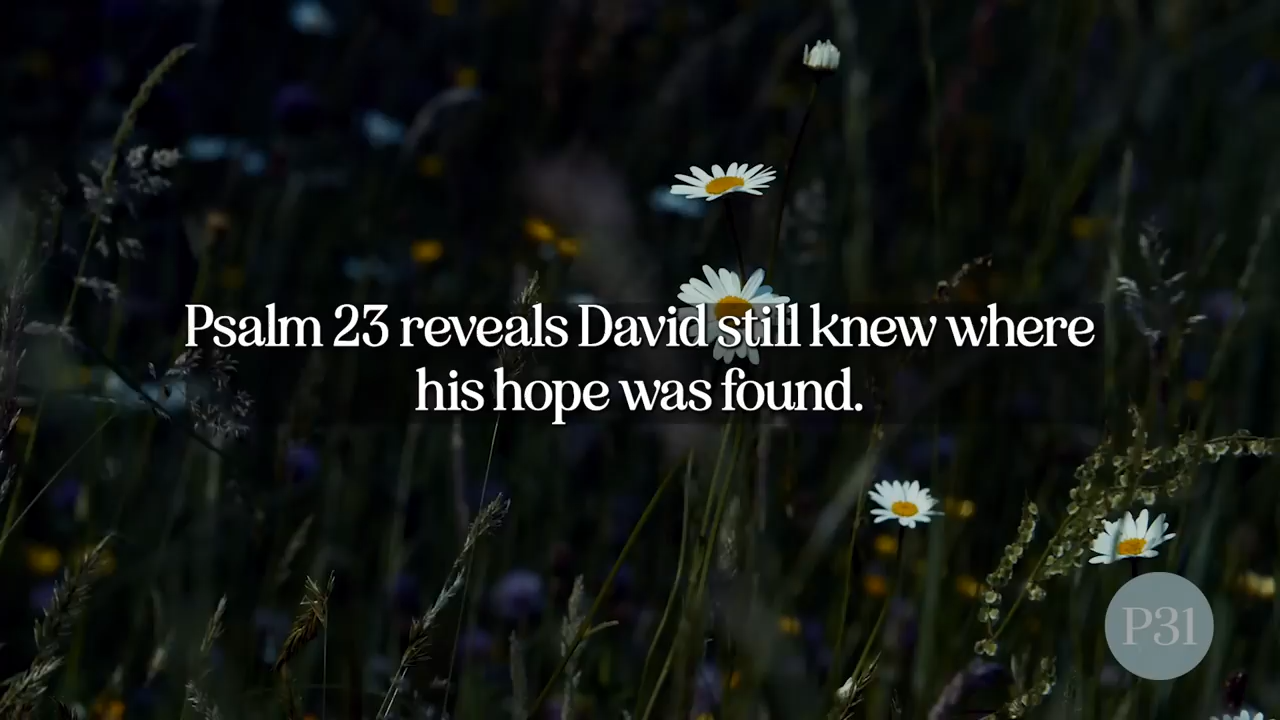 Psalm 23 reveals David still knew where
his hope was found.
P31